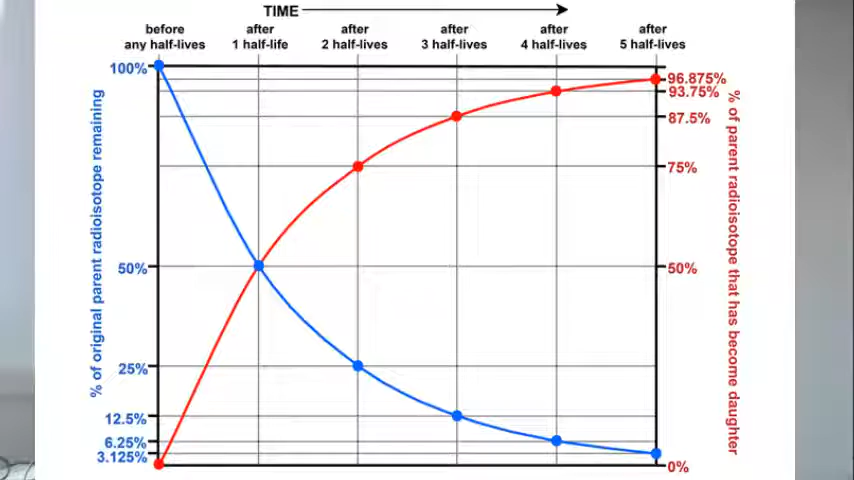 TIME
before
any half-lives
after
1 half-life
after
2 half-lives
after
3 half-lives
after
4 half-lives
after
5 half-lives
% of original parent radioisotope remaining
100%
50%
25%
12.5%
6.25%
3.125%
96.875%
93.75%
87.5%
75%
50%
0%
% of parent radioisotope that has become daughter